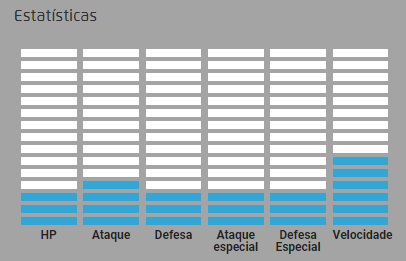 Estatísticas
HP
Ataque
Defesa
Ataque
especial
Defesa
Especial
Velocidade